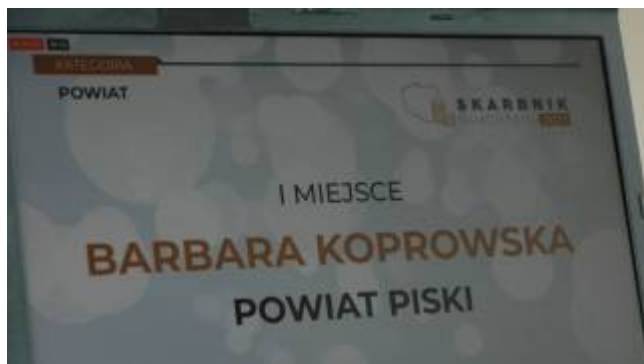 KATEGORIA
POWIAT
SKARBNIK
I MIEJSCE
BARBARA KOPROWSKA
POWIAT PISKI